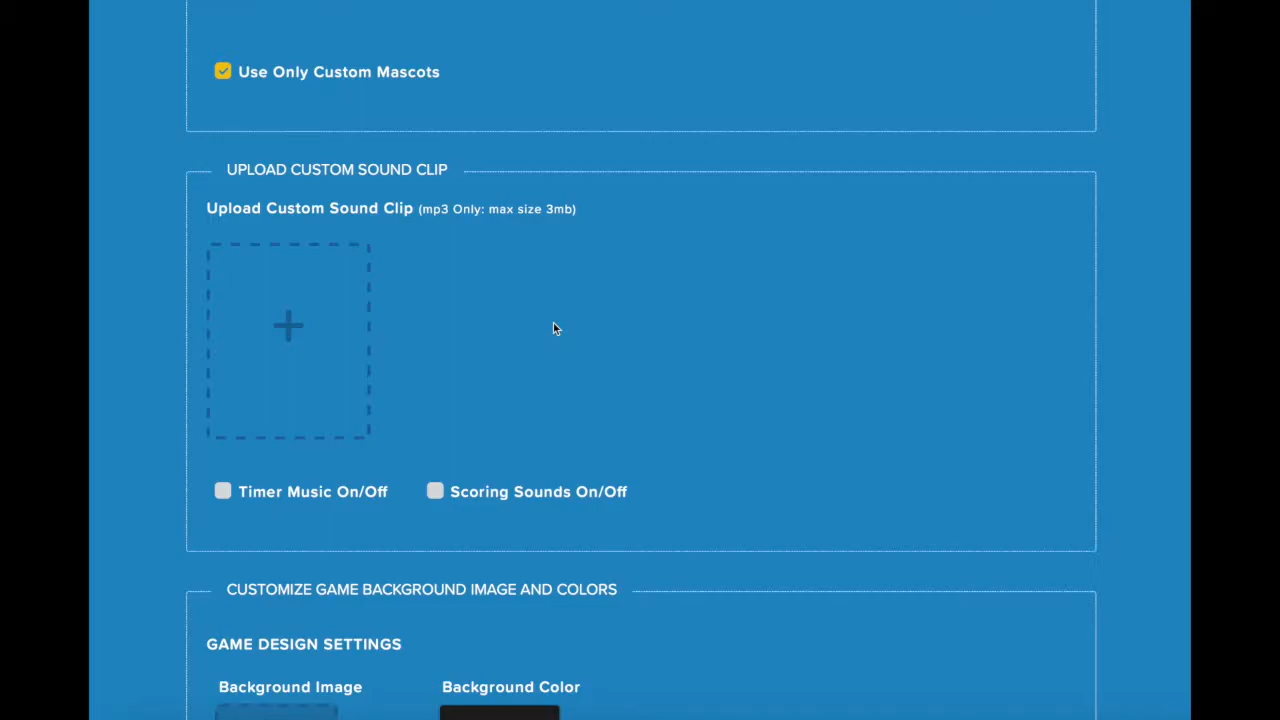 Use Only Custom Mascots
UPLOAD CUSTOM SOUND CLIP
Upload Custom Sound Clip (mp3 Only: max size 3mb)
Timer Music On/Off Scoring Sounds On/Off
CUSTOMIZE GAME BACKGROUND IMAGE AND COLORS
GAME DESIGN SETTINGS
Background Image Background Color